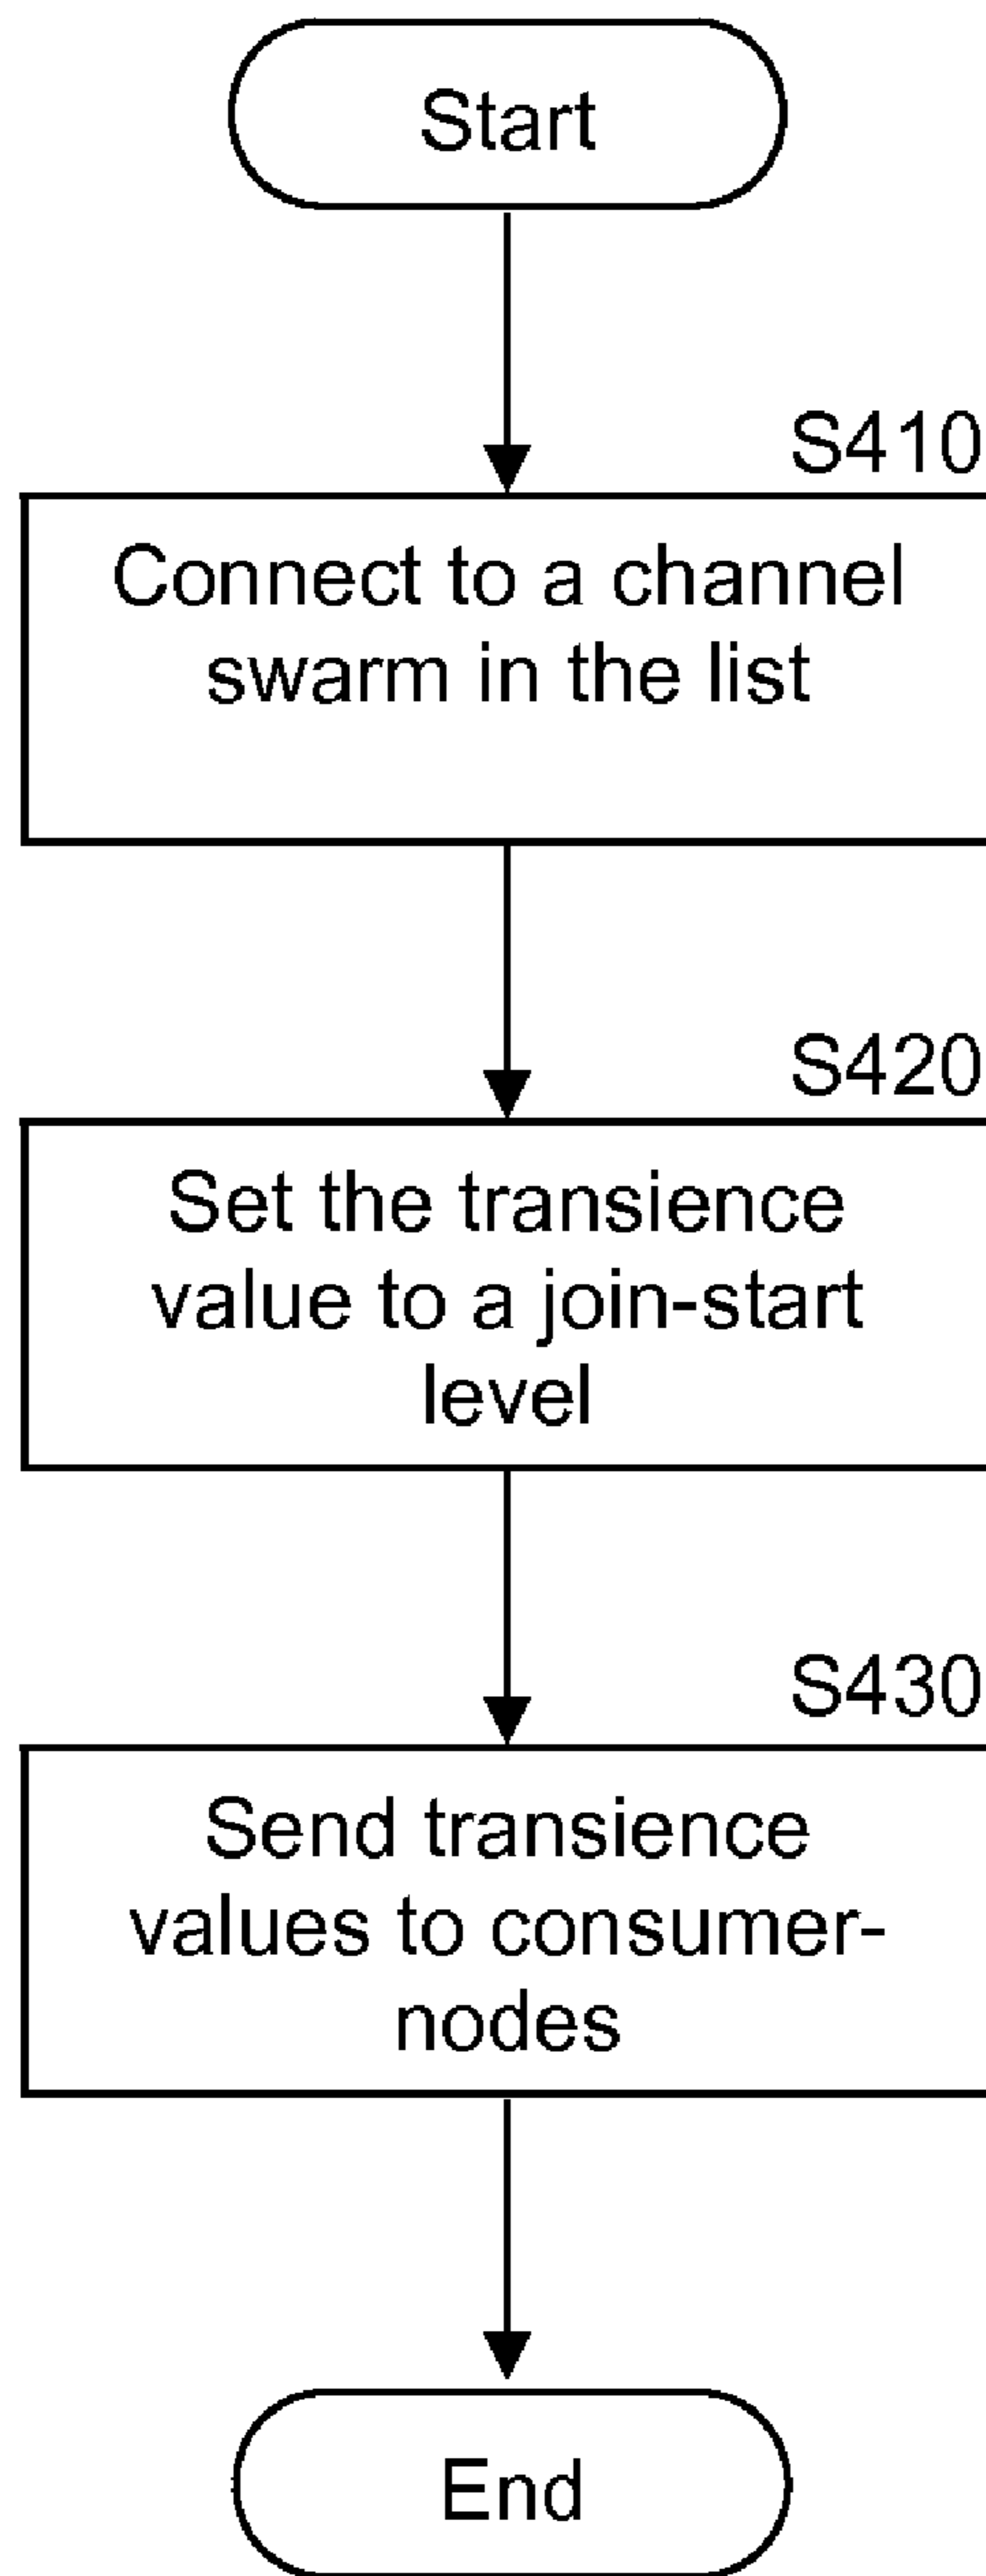 Start
S410
Connect to a channel
swarm in the list
S420
Set the transience
value to a join-start
level
S430
Send transience
values to consumer-
nodes
End